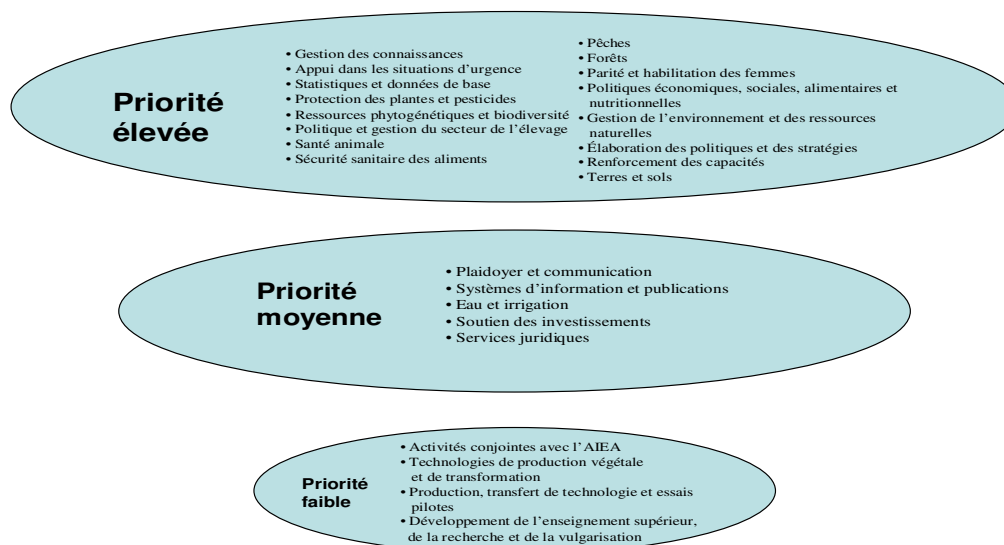 Priorité
élevée
• Gestion des connaissances
• Appui dans les situations d'urgence
• Statistiques et données de base
• Protection des plantes et pesticides
• Ressources phytogénétiques et biodiversité
• Politique et gestion du secteur de l'élevage
• Santé animale
• Sécurité sanitaire des aliments
• Pêches
• Forêts
• Parité et habilitation des femmes
• Politiques économiques, sociales, alimentaires et
nutritionnelles
• Gestion de l'environnement et des ressources
naturelles
• Élaboration des politiques et des stratégies
• Renforcement des capacités
• Terres et sols
Priorité
moyenne
• Plaidoyer et communication
• Systèmes d'information et publications
• Eau et irrigation
• Soutien des investissements
• Services juridiques
Priorité
faible
• Activités conjointes avec l'AIEA
• Technologies de production végétale
et de transformation
• Production, transfert de technologie et essais
pilotes
• Développement de l'enseignement supérieur,
de la recherche et de la vulgarisation